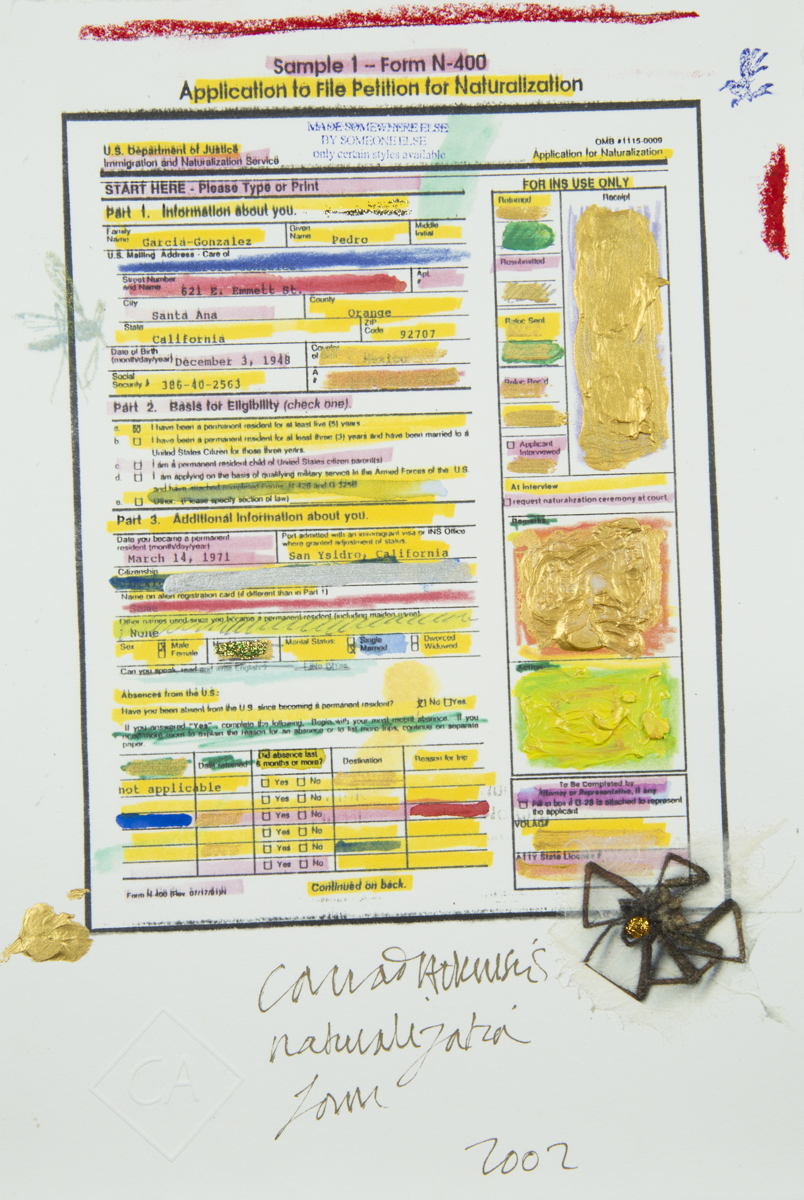 Sample 1 – Form N-400
Application to File Petition for Naturalization
MADE SOMEWHERE ELSE
BY SOMEONE ELSE
only certain styles available
U.S. Department of Justice
Immigration and Naturalization Service
OMB #1115-0009
Application for Naturalization
START HERE - Please Type or Print
Part 1. Information about you.
Family Name Garcia-Gonzalez Given Name Pedro Middle Initial
U.S. Mailing Address - Care of
Street Number and Name 621 E. Emmett St. Apt. #
City Santa Ana County Orange
State California ZIP Code 92707
Date of Birth (month/day/year) December 3, 1948 Country of Mexico
Social Security # 386-40-2563 A #
Part 2. Basis for Eligibility (check one).
a. I have been a permanent resident for at least five (5) years
b. I have been a permanent resident for at least three (3) years and have been married to a
United States Citizen for those three years.
c. I am a permanent resident child of United States citizen parent(s)
d. I am applying on the basis of qualifying military service in the Armed Forces of the U.S.
and have attached completed Forms N-426 and G-325B
e. Other. (Please specify section of law)
Part 3. Additional Information about you.
Date you became a permanent resident (month/day/year) March 14, 1971
Port admitted with an immigrant visa or INS Office where granted adjustment of status. San Ysidro, California
Citizenship
Name on alien registration card (if different than in Part 1)
Same
Other names used since you became a permanent resident (including maiden name)
None
Sex Male Female Marital Status: Single Married Divorced Widowed
Can you speak, read and write English?
Absences from the U.S.:
Have you been absent from the U.S. since becoming a permanent resident? No Yes.
If you answered "Yes", complete the following. Begin with your most recent absence. If you
need more room to explain the reason for an absence or to list more trips, continue on separate
paper.
Date returned Did absence last 6 months or more? Destination Reason for trip
not applicable
Yes No
Yes No
Yes No
Yes No
Yes No
Yes No
Form N-400 (Rev. 07/17/91)N
Continued on back.
FOR INS USE ONLY
Returned
Receipt
Resubmitted
Reloc Sent
Reloc Rec'd
Applicant Interviewed
At interview
request naturalization ceremony at court
Remarks
Action
To Be Completed by
Attorney or Representative, if any
Fill in box if G-28 is attached to represent
the applicant
VOLAG#
ATTY State License #
Conrad Atkinson
naturalization
form
2002
CA